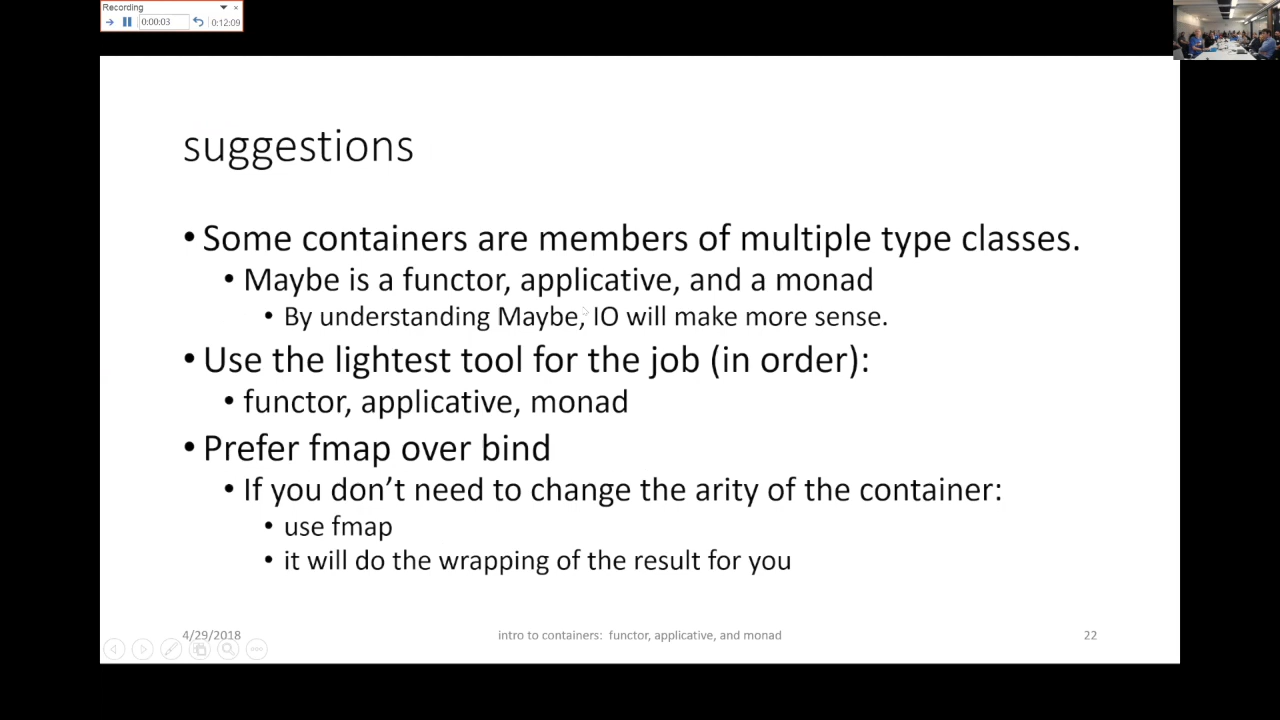 Recording
0:00:03
0:12:09
suggestions
• Some containers are members of multiple type classes.
• Maybe is a functor, applicative, and a monad
• By understanding Maybe, IO will make more sense.
• Use the lightest tool for the job (in order):
• functor, applicative, monad
• Prefer fmap over bind
• If you don’t need to change the arity of the container:
• use fmap
• it will do the wrapping of the result for you
4/29/2018
intro to containers: functor, applicative, and monad
22